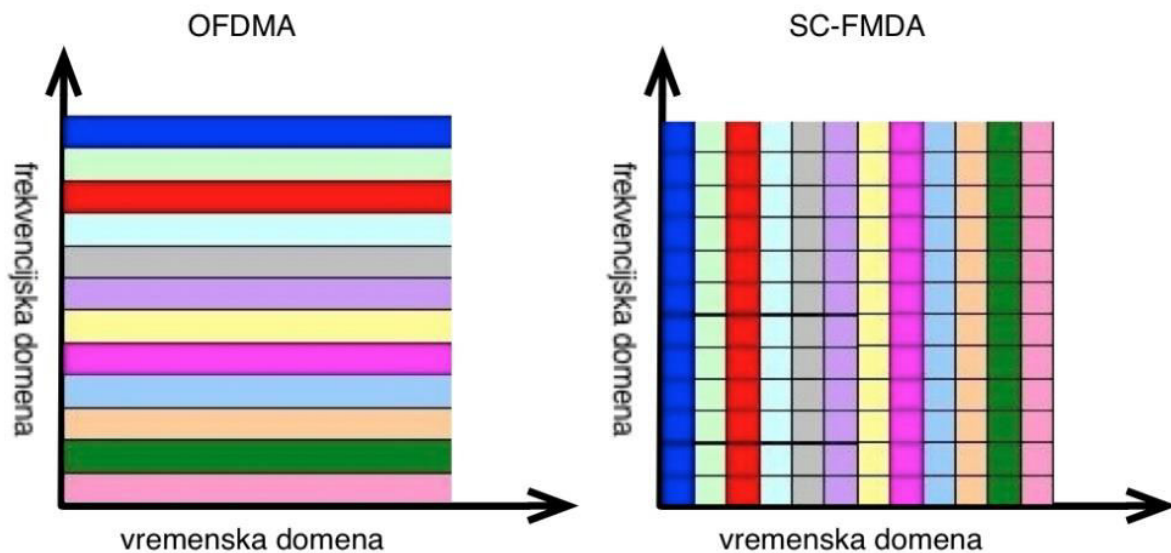 OFDMA
frekvencijska domena
vremenska domena
SC-FMDA
frekvencijska domena
vremenska domena